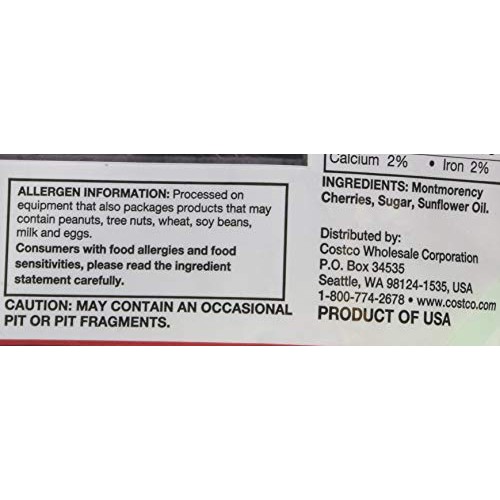 ALLERGEN INFORMATION: Processed on
equipment that also packages products that may
contain peanuts, tree nuts, wheat, soy beans,
milk and eggs.
Consumers with food allergies and food
sensitivities, please read the ingredient
statement carefully.
CAUTION: MAY CONTAIN AN OCCASIONAL
PIT OR PIT FRAGMENTS.
Calcium 2% • Iron 2%
INGREDIENTS: Montmorency
Cherries, Sugar, Sunflower Oil.
Distributed by:
Costco Wholesale Corporation
P.O. Box 34535
Seattle, WA 98124-1535, USA
1-800-774-2678 • www.costco.com
PRODUCT OF USA